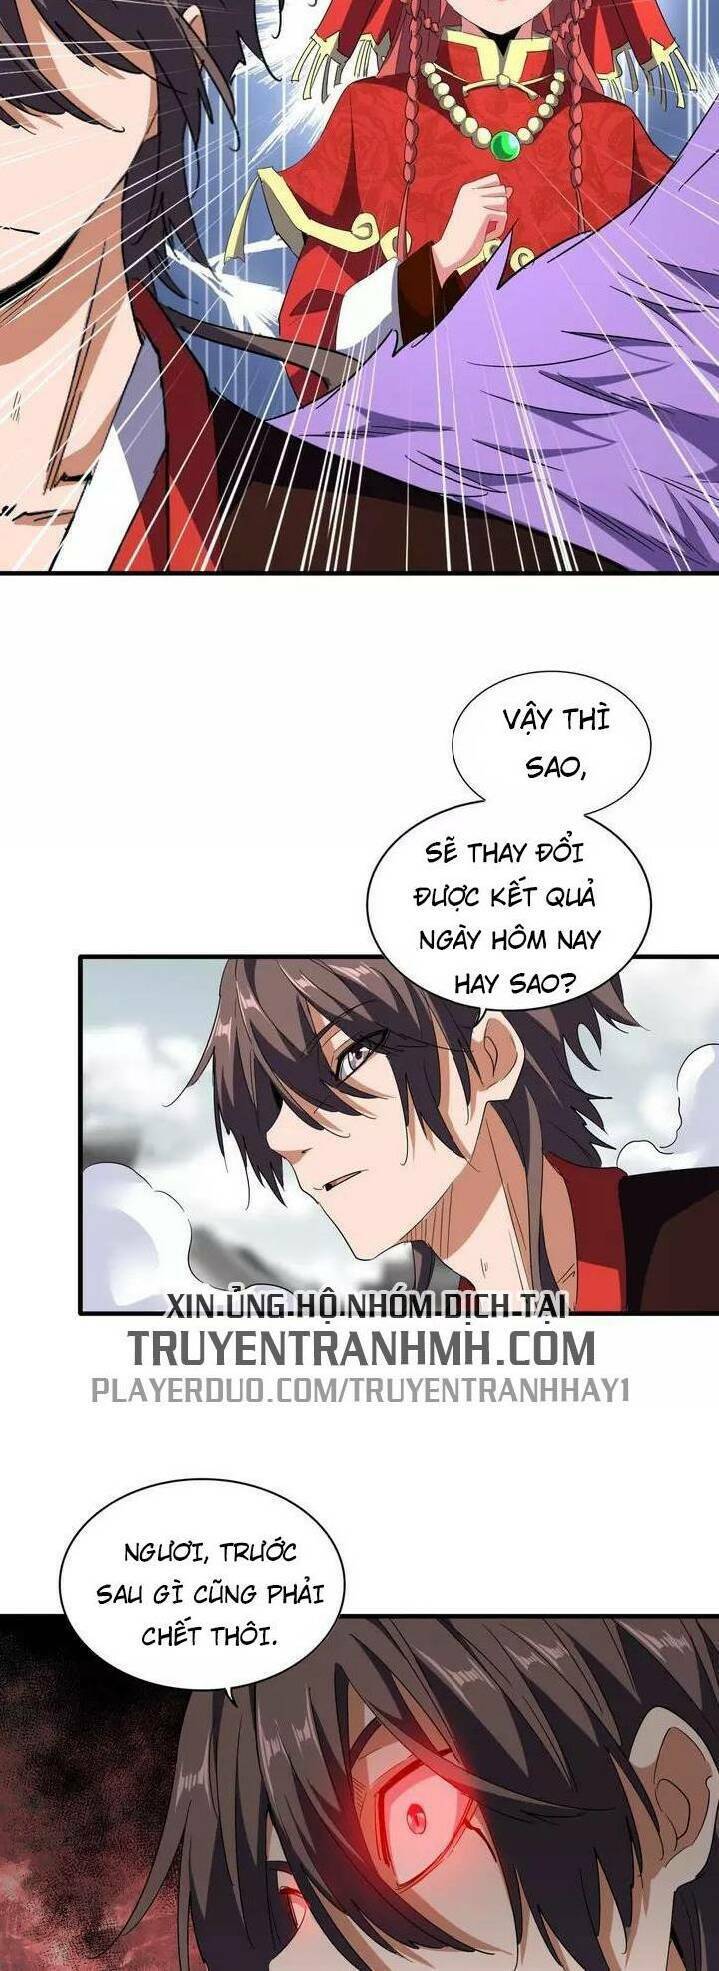 VẬY THÌ
SAO,
SẼ THAY ĐỔI
ĐƯỢC KẾT QUẢ
NGÀY HÔM NAY
HAY SAO?
XIN ỦNG HỘ NHÓM DỊCH TẠI
TRUYENTRANHMH.COM
PLAYERDUO.COM/TRUYENTRANHHAY1
NGƯƠI, TRƯỚC
SAU GÌ CŨNG PHẢI
CHẾT THÔI.